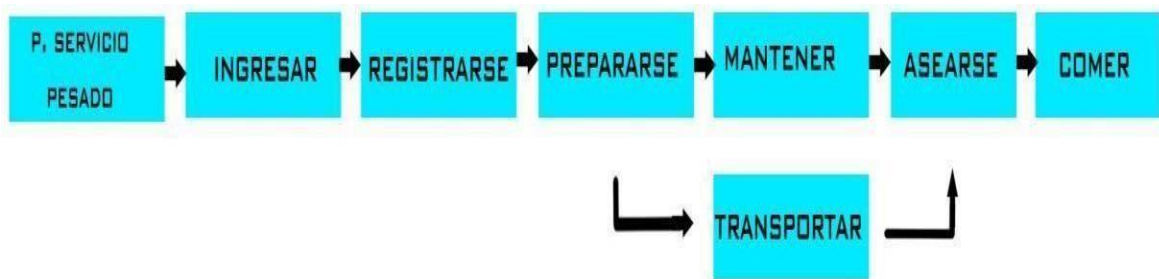 P. SERVICIO
PESADO
INGRESAR
REGISTRARSE
PREPARARSE
MANTENER
ASEARSE
COMER
TRANSPORTAR